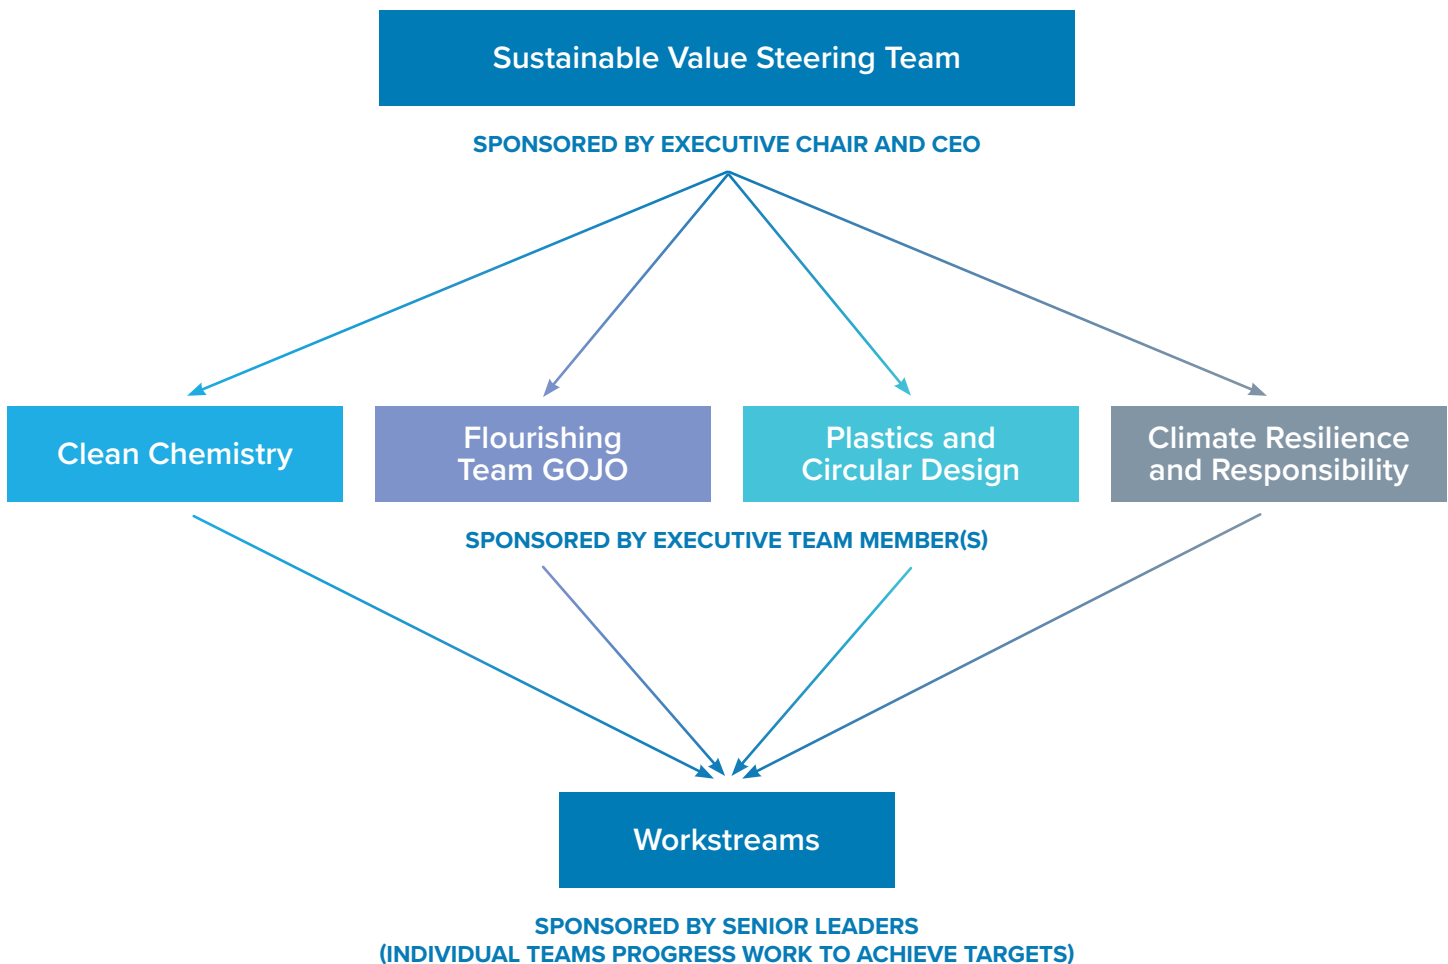 Sustainable Value Steering Team
SPONSORED BY EXECUTIVE CHAIR AND CEO
Clean Chemistry
Flourishing
Team GOJO
Plastics and
Circular Design
Climate Resilience
and Responsibility
SPONSORED BY EXECUTIVE TEAM MEMBER(S)
Workstreams
SPONSORED BY SENIOR LEADERS
(INDIVIDUAL TEAMS PROGRESS WORK TO ACHIEVE TARGETS)